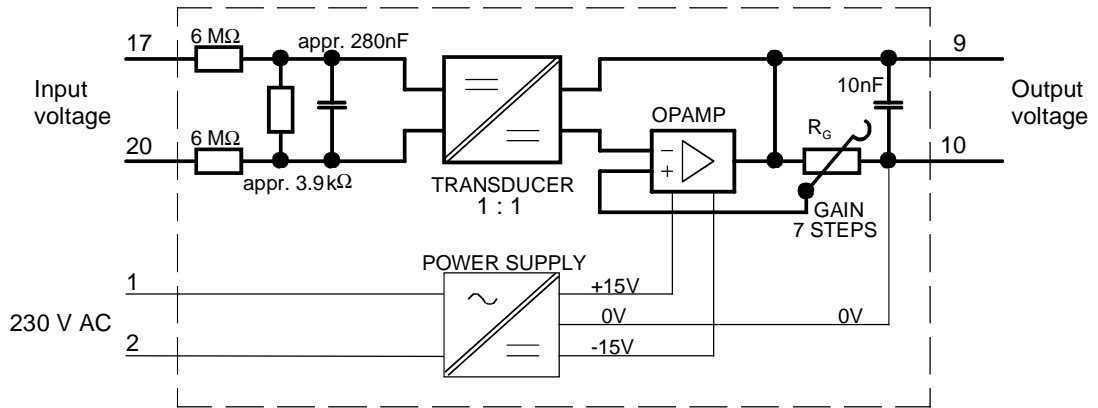 6 MΩ
appr. 280nF
17
9
Input
voltage
10nF
Output
voltage
OPAMP
R_G
6 MΩ
−
+
20
10
appr. 3.9kΩ
TRANSDUCER
1 : 1
GAIN
7 STEPS
POWER SUPPLY
1
+15V
230 V AC
0V
0V
2
-15V